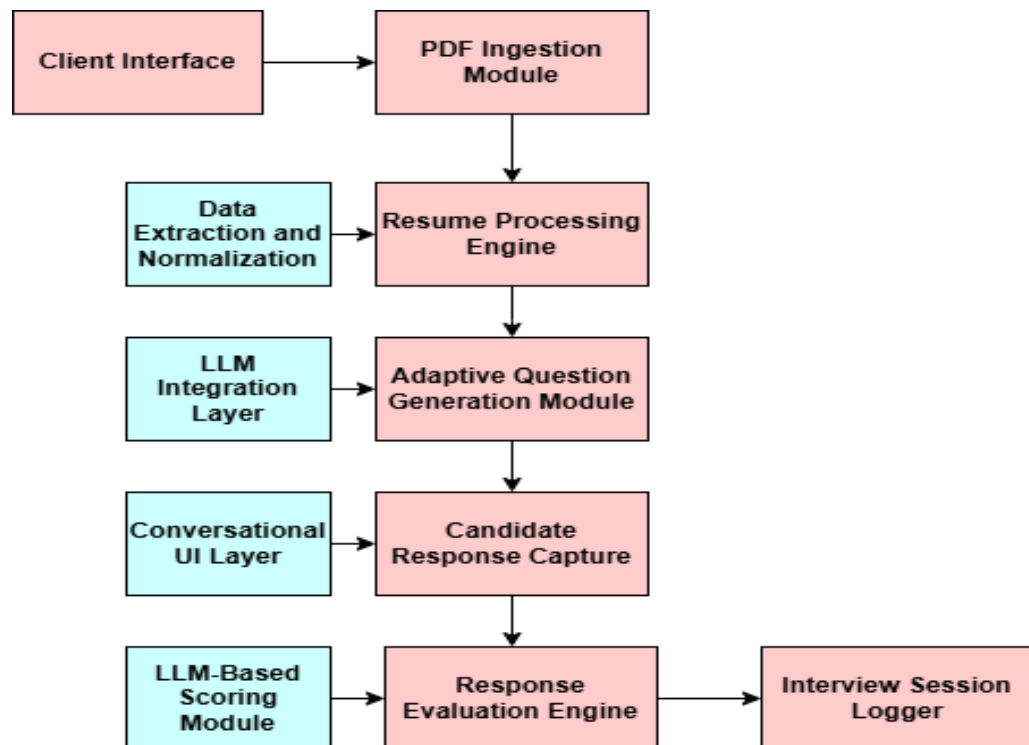 Client Interface
PDF Ingestion
Module
Data
Extraction and
Normalization
Resume Processing
Engine
LLM
Integration
Layer
Adaptive Question
Generation Module
Conversational
UI Layer
Candidate
Response Capture
LLM-Based
Scoring
Module
Response
Evaluation Engine
Interview Session
Logger